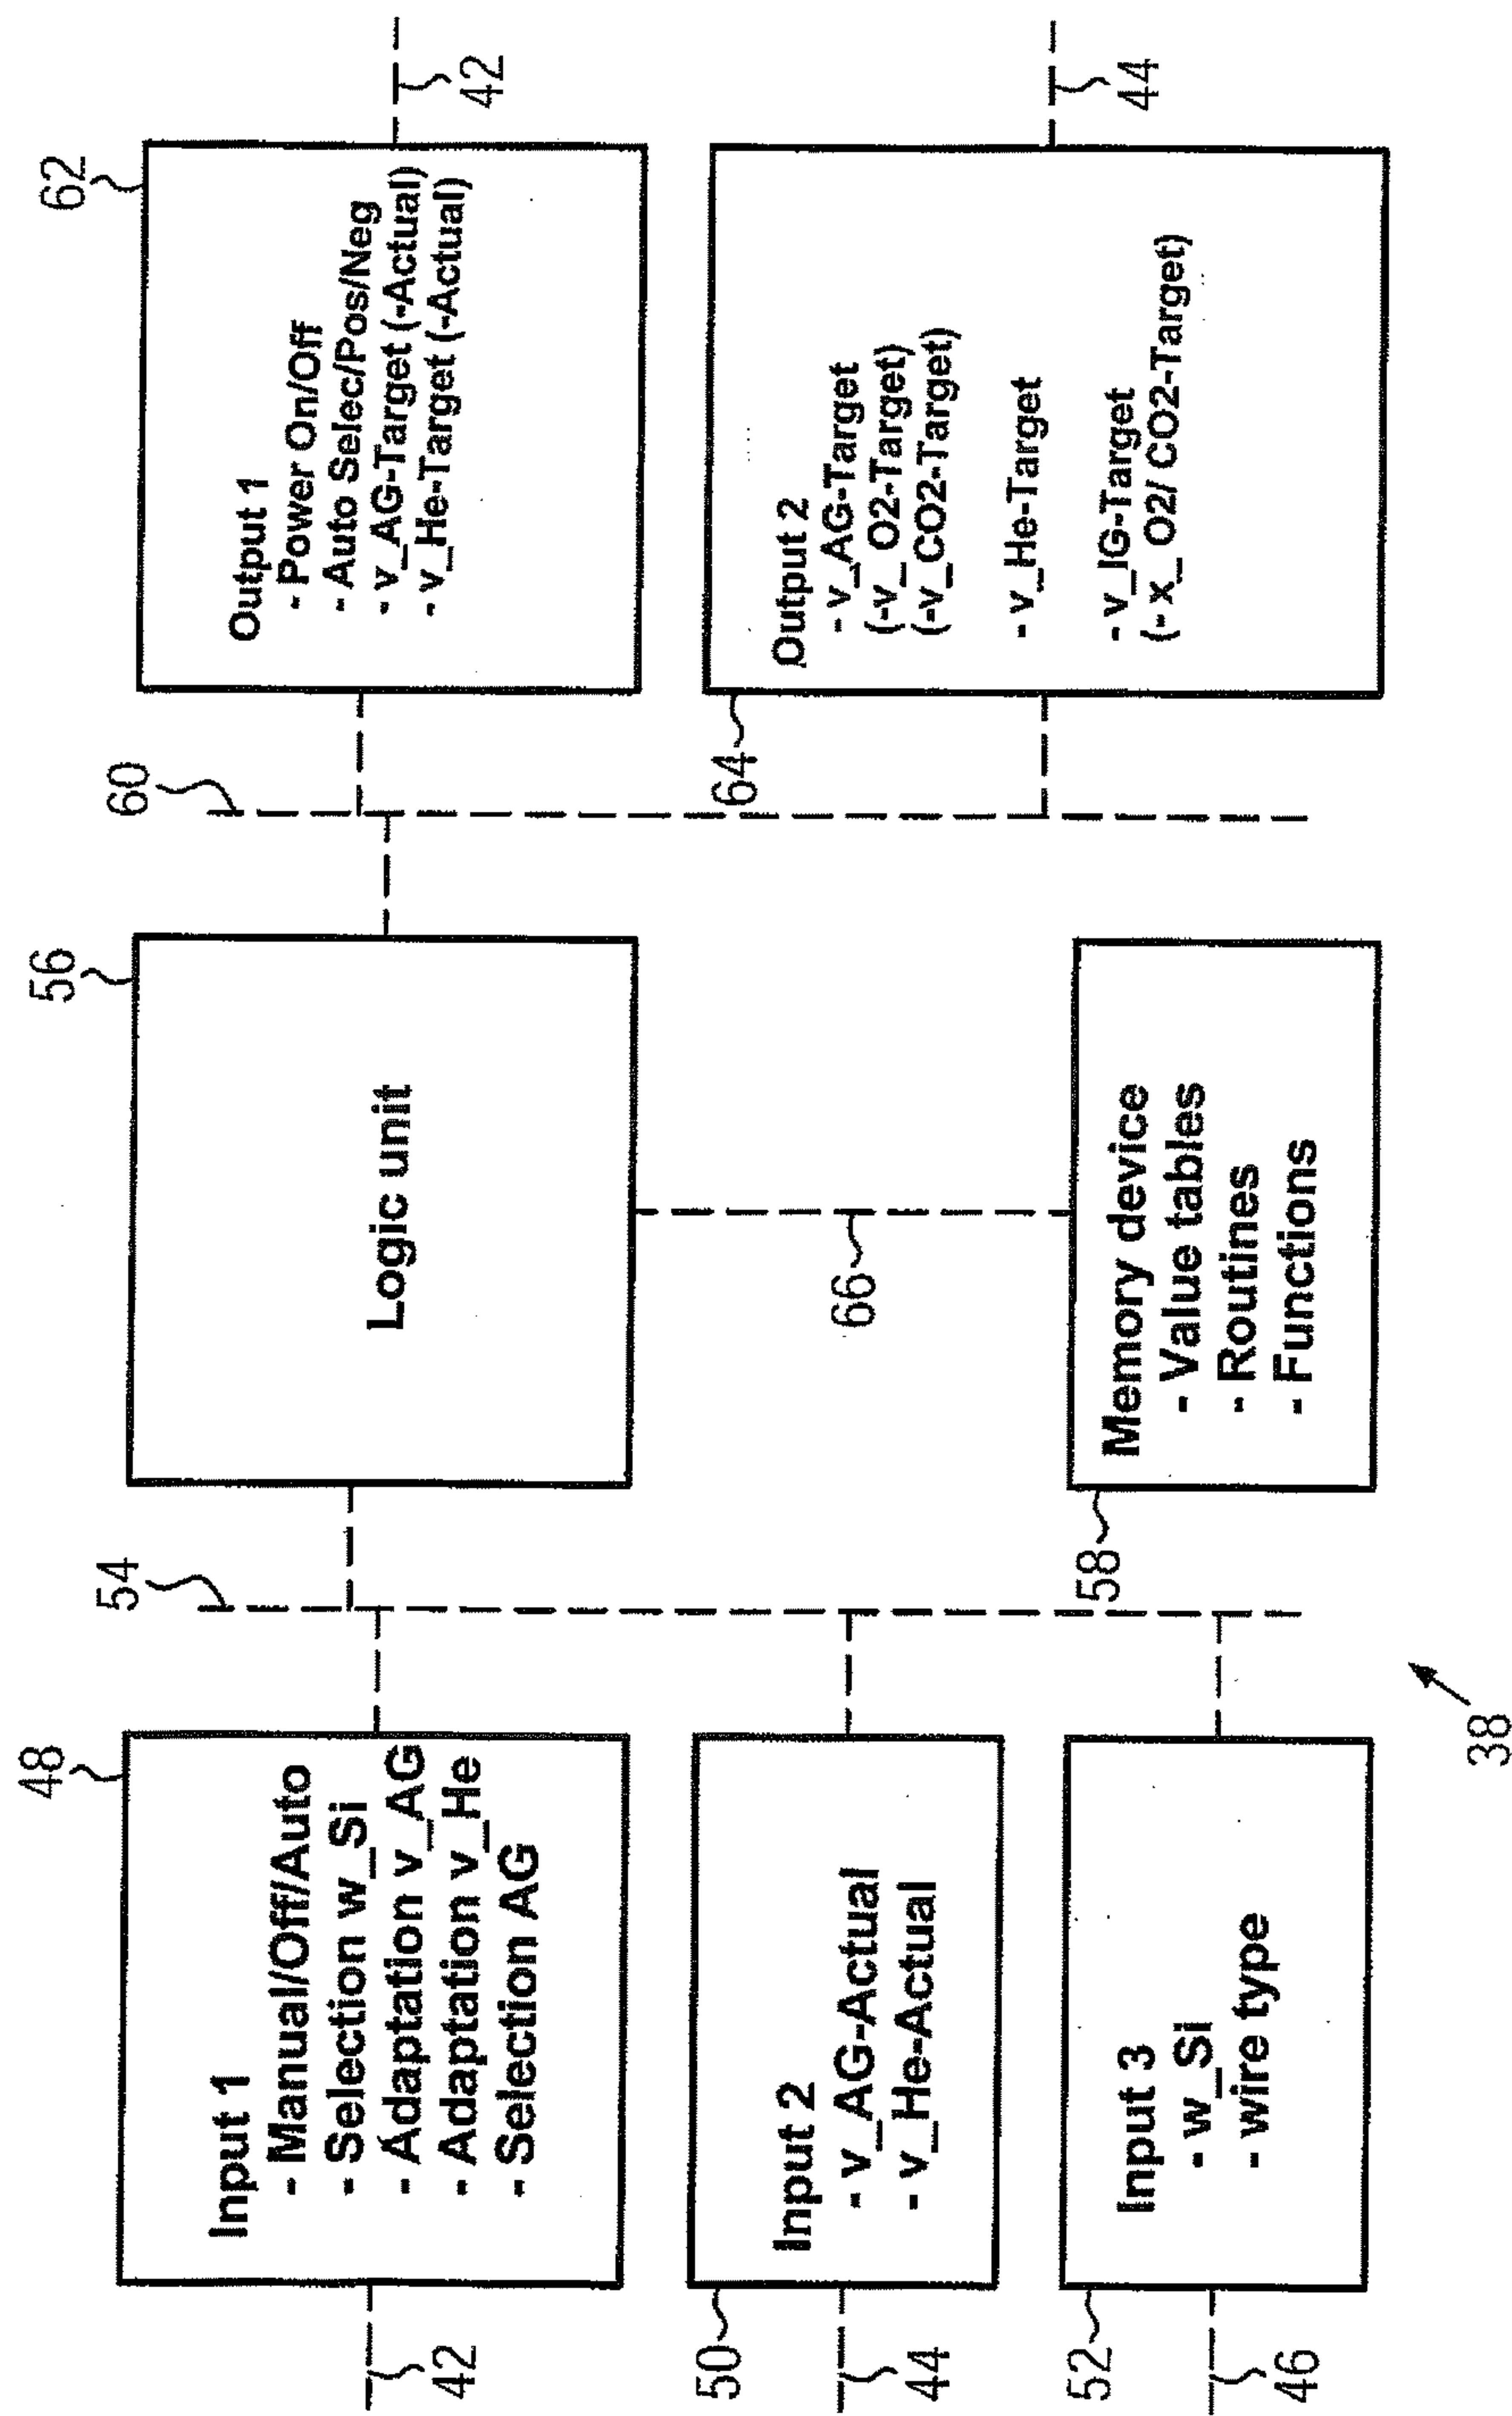 48
Input 1
- Manual/Off/Auto
- Selection w_Si
- Adaptation v_AG
- Adaptation v_He
- Selection AG
42
50
Input 2
- v_AG-Actual
- v_He-Actual
44
52
Input 3
- w_Si
- wire type
46
54
56
Logic unit
66
58
Memory device
- Value tables
- Routines
- Functions
60
62
Output 1
- Power On/Off
- Auto Selec/Pos/Neg
- v_AG-Target (-Actual)
- v_He-Target (-Actual)
42
64
Output 2
- v_AG-Target
(-v_O2-Target)
(-v_CO2-Target)
- v_He-Target
- v_IG-Target
(- x_O2/ CO2-Target)
44
38